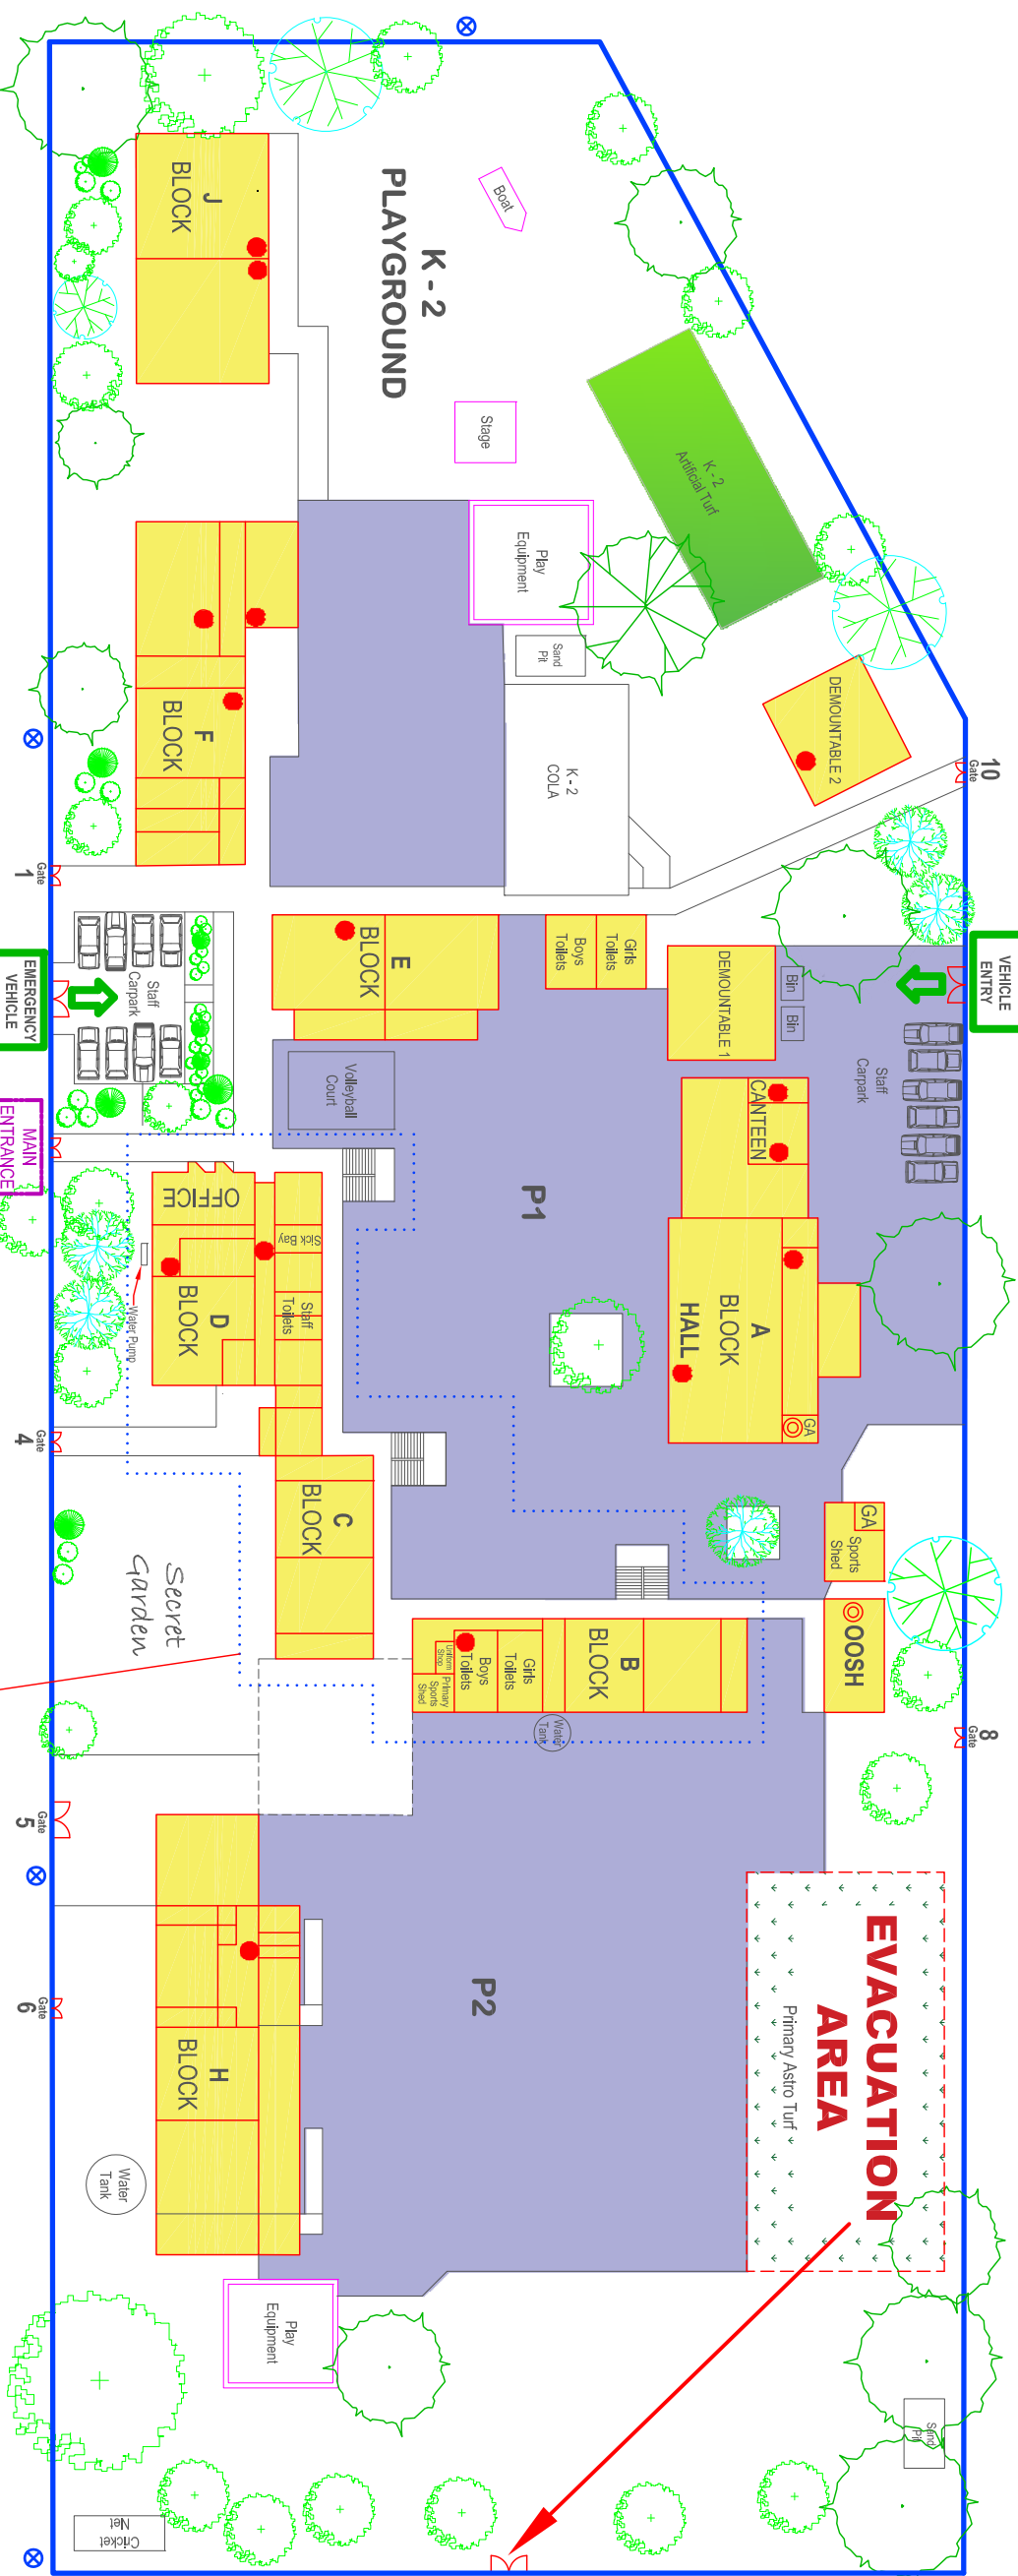 J
BLOCK
K - 2
PLAYGROUND
Boat
Stage
K - 2
Artificial Turf
Play
Equipment
Sand
Pit
F
BLOCK
K - 2
COLA
DEMOUNTABLE 2
Gate
10
Gate
1
VEHICLE
ENTRY
EMERGENCY
VEHICLE
Staff
Carpark
E
BLOCK
Boys
Toilets
Girls
Toilets
DEMOUNTABLE 1
Bin
Bin
Staff
Carpark
Volleyball
Court
MAIN
ENTRANCE
CANTEEN
P1
OFFICE
Sick Bay
Staff
Toilets
D
BLOCK
Water Pump
A
BLOCK
HALL
GA
Gate
4
C
BLOCK
GA
Sports
Shed
OOSH
Secret
Garden
B
BLOCK
Girls
Toilets
Boys
Toilets
Uniform
Shop
Primary
Sports
Shed
Water
Tank
Gate
8
Gate
5
Gate
6
EVACUATION
AREA
Primary Astro Turf
P2
H
BLOCK
Water
Tank
Play
Equipment
Sand
Pit
Cricket
Net